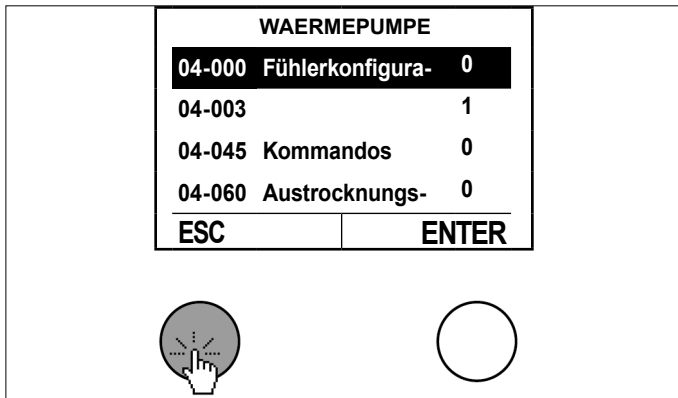 WAERMEPUMPE
04-000 Fühlerkonfigura- 0
04-003 1
04-045 Kommandos 0
04-060 Austrocknungs- 0
ESC ENTER